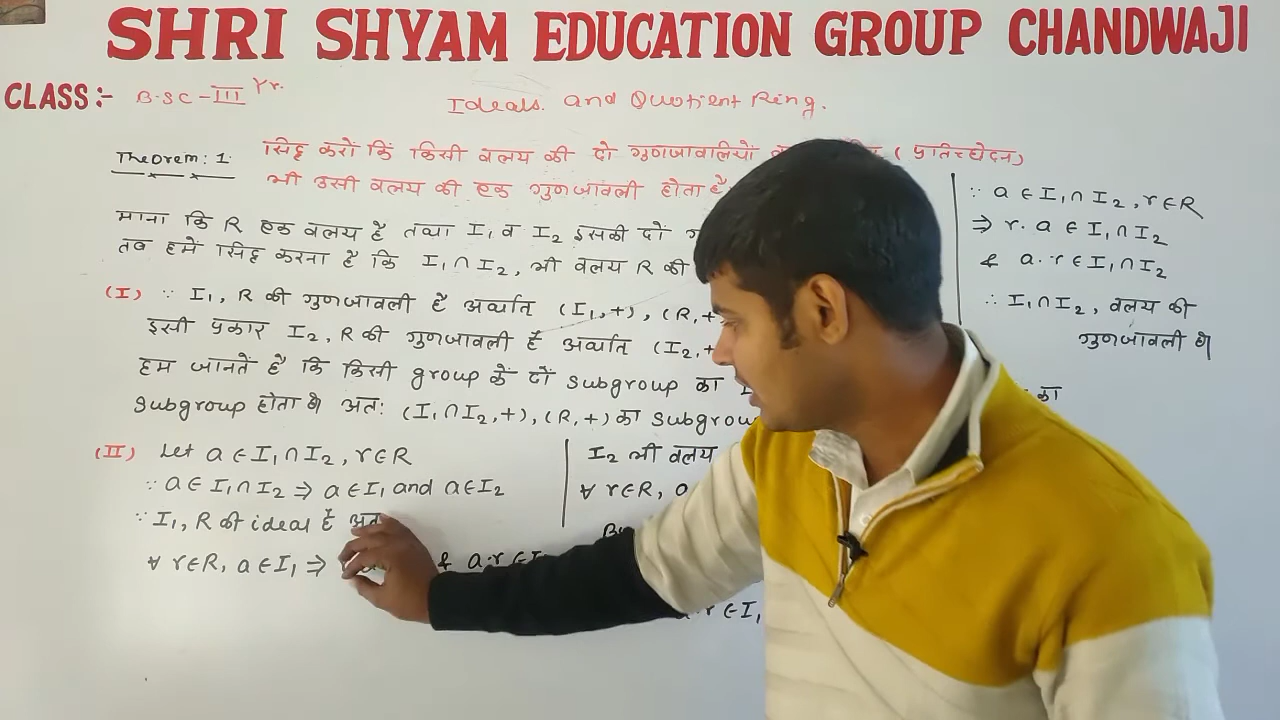 SHRI SHYAM EDUCATION GROUP CHANDWAJI
CLASS:- B.SC-III Yr.
Ideals and Quotient Ring.
Theorem: 1. सिद्ध करों कि किसी वलय की दो गुणजावलियों ( प्रतिच्छेदन)
भी उसी वलय की एक गुणजावली होता है
माना कि R एक वलय है तथा I₁ व I₂ इसकी दों
तब हमें सिद्ध करना है कि I₁∩I₂, भी वलय R की
(I) ∵ I₁, R की गुणजावली है अर्थात (I₁,+), (R,+
इसी प्रकार I₂, R की गुणजावली है अर्थात (I₂,+
हम जानतें है कि किसी group कें दों subgroup का
subgroup होता है अतः (I₁∩I₂,+), (R,+) का
(II) Let a∈I₁∩I₂, r∈R
∵ a∈I₁∩I₂ ⇒ a∈I₁ and a∈I₂
∵ I₁, R की ideal है
∀ r∈R, a∈I₁ ⇒ & a.r∈
I₂ भी वलय
∀ r∈R, a
a.r∈I₁
∵ a∈I₁∩I₂, r∈R
⇒ r.a∈I₁∩I₂
& a.r∈I₁∩I₂
∴ I₁∩I₂, वलय की
गुणजावली है
का